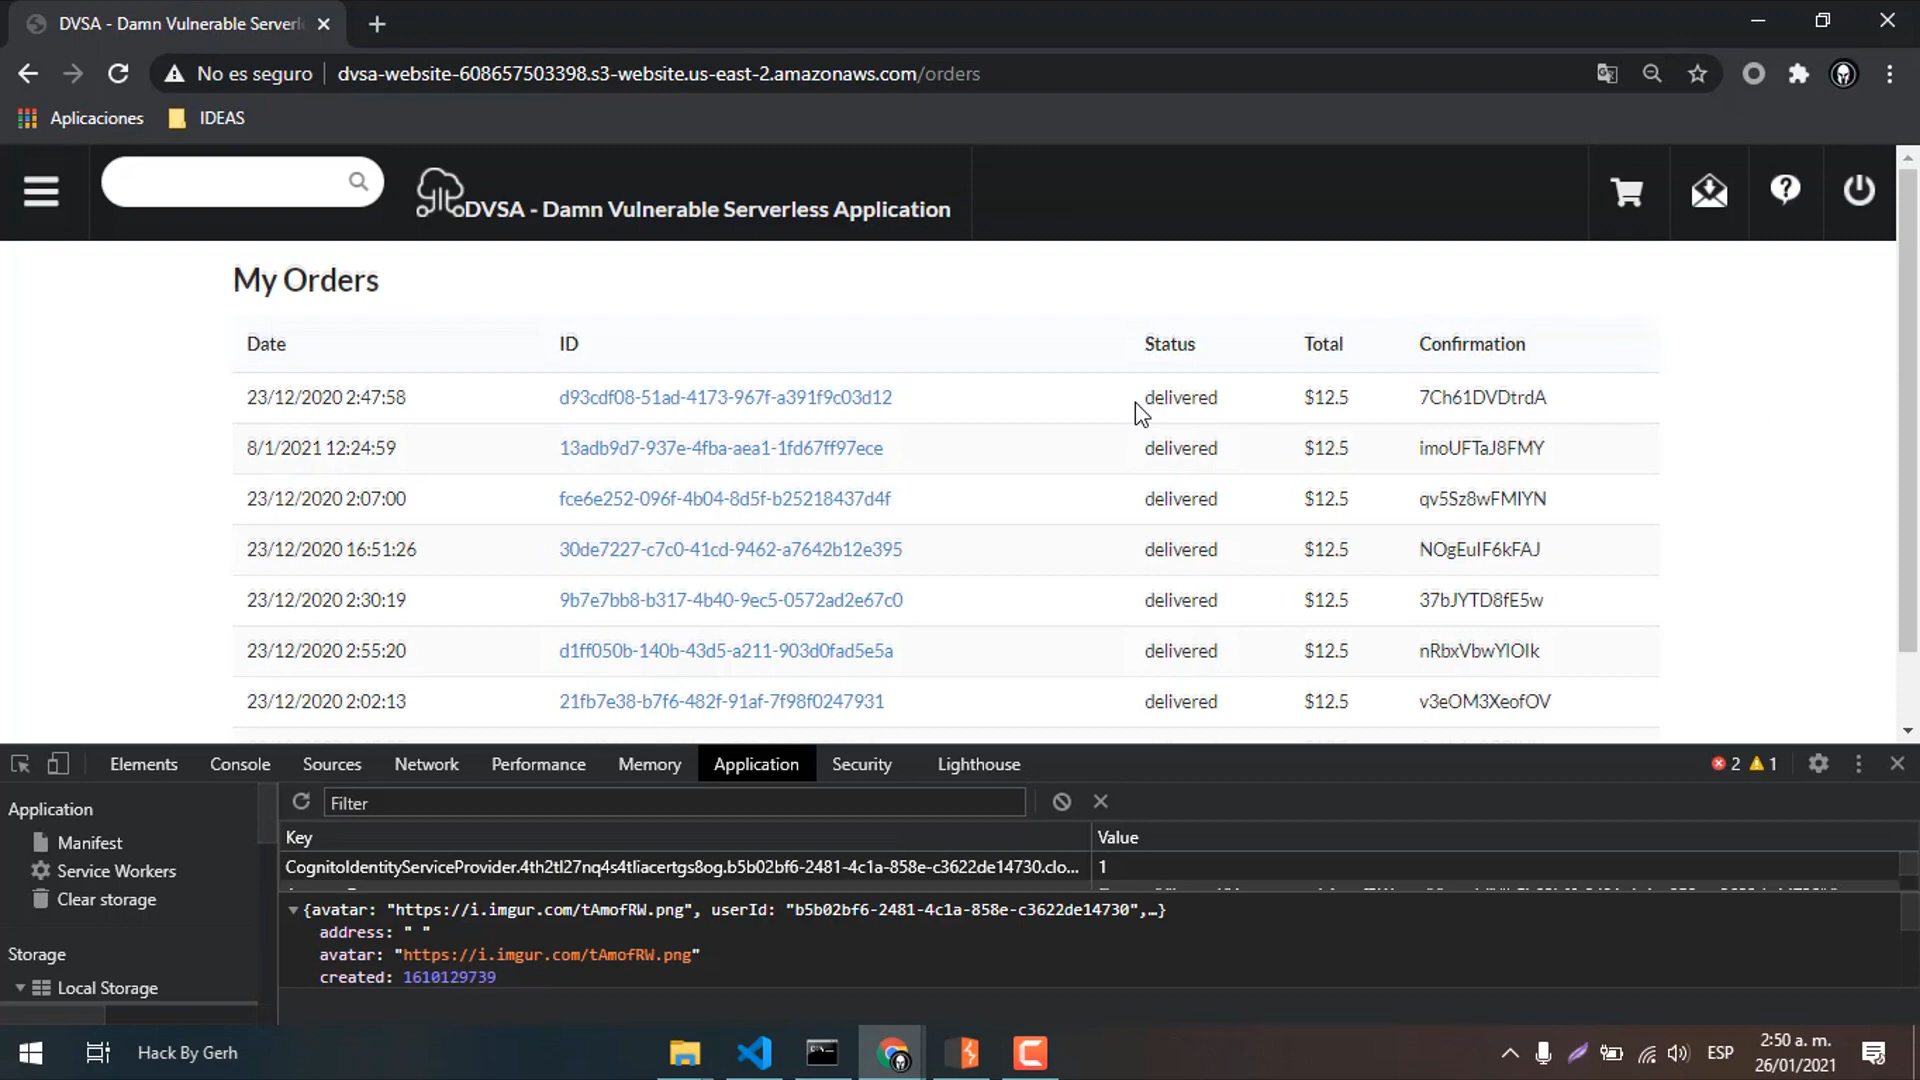 DVSA - Damn Vulnerable Serverl
No es seguro
dvsa-website-608657503398.s3-website.us-east-2.amazonaws.com/orders
Aplicaciones
IDEAS
DVSA - Damn Vulnerable Serverless Application
My Orders
Date ID Status Total Confirmation
23/12/2020 2:47:58 d93cdf08-51ad-4173-967f-a391f9c03d12 delivered $12.5 7Ch61DVDtrdA
8/1/2021 12:24:59 13adb9d7-937e-4fba-aea1-1fd67ff97ece delivered $12.5 imoUFTaJ8FMY
23/12/2020 2:07:00 fce6e252-096f-4b04-8d5f-b25218437d4f delivered $12.5 qv5Sz8wFMIYN
23/12/2020 16:51:26 30de7227-c7c0-41cd-9462-a7642b12e395 delivered $12.5 NOgEuIF6kFAJ
23/12/2020 2:30:19 9b7e7bb8-b317-4b40-9ec5-0572ad2e67c0 delivered $12.5 37bJYTD8fE5w
23/12/2020 2:55:20 d1ff050b-140b-43d5-a211-903d0fad5e5a delivered $12.5 nRbxVbwYIOIk
23/12/2020 2:02:13 21fb7e38-b7f6-482f-91af-7f98f0247931 delivered $12.5 v3eOM3XeofOV
Elements Console Sources Network Performance Memory Application Security Lighthouse 2 1
Application
Manifest
Service Workers
Clear storage
Storage
Local Storage
Filter
Key Value
CognitoIdentityServiceProvider.4th2tl27nq4s4tliacertgs8og.b5b02bf6-2481-4c1a-858e-c3622de14730.clo... 1
{avatar: "https://i.imgur.com/tAmofRW.png", userId: "b5b02bf6-2481-4c1a-858e-c3622de14730",…}
address: " "
avatar: "https://i.imgur.com/tAmofRW.png"
created: 1610129739
Hack By Gerh
ESP
2:50 a. m.
26/01/2021